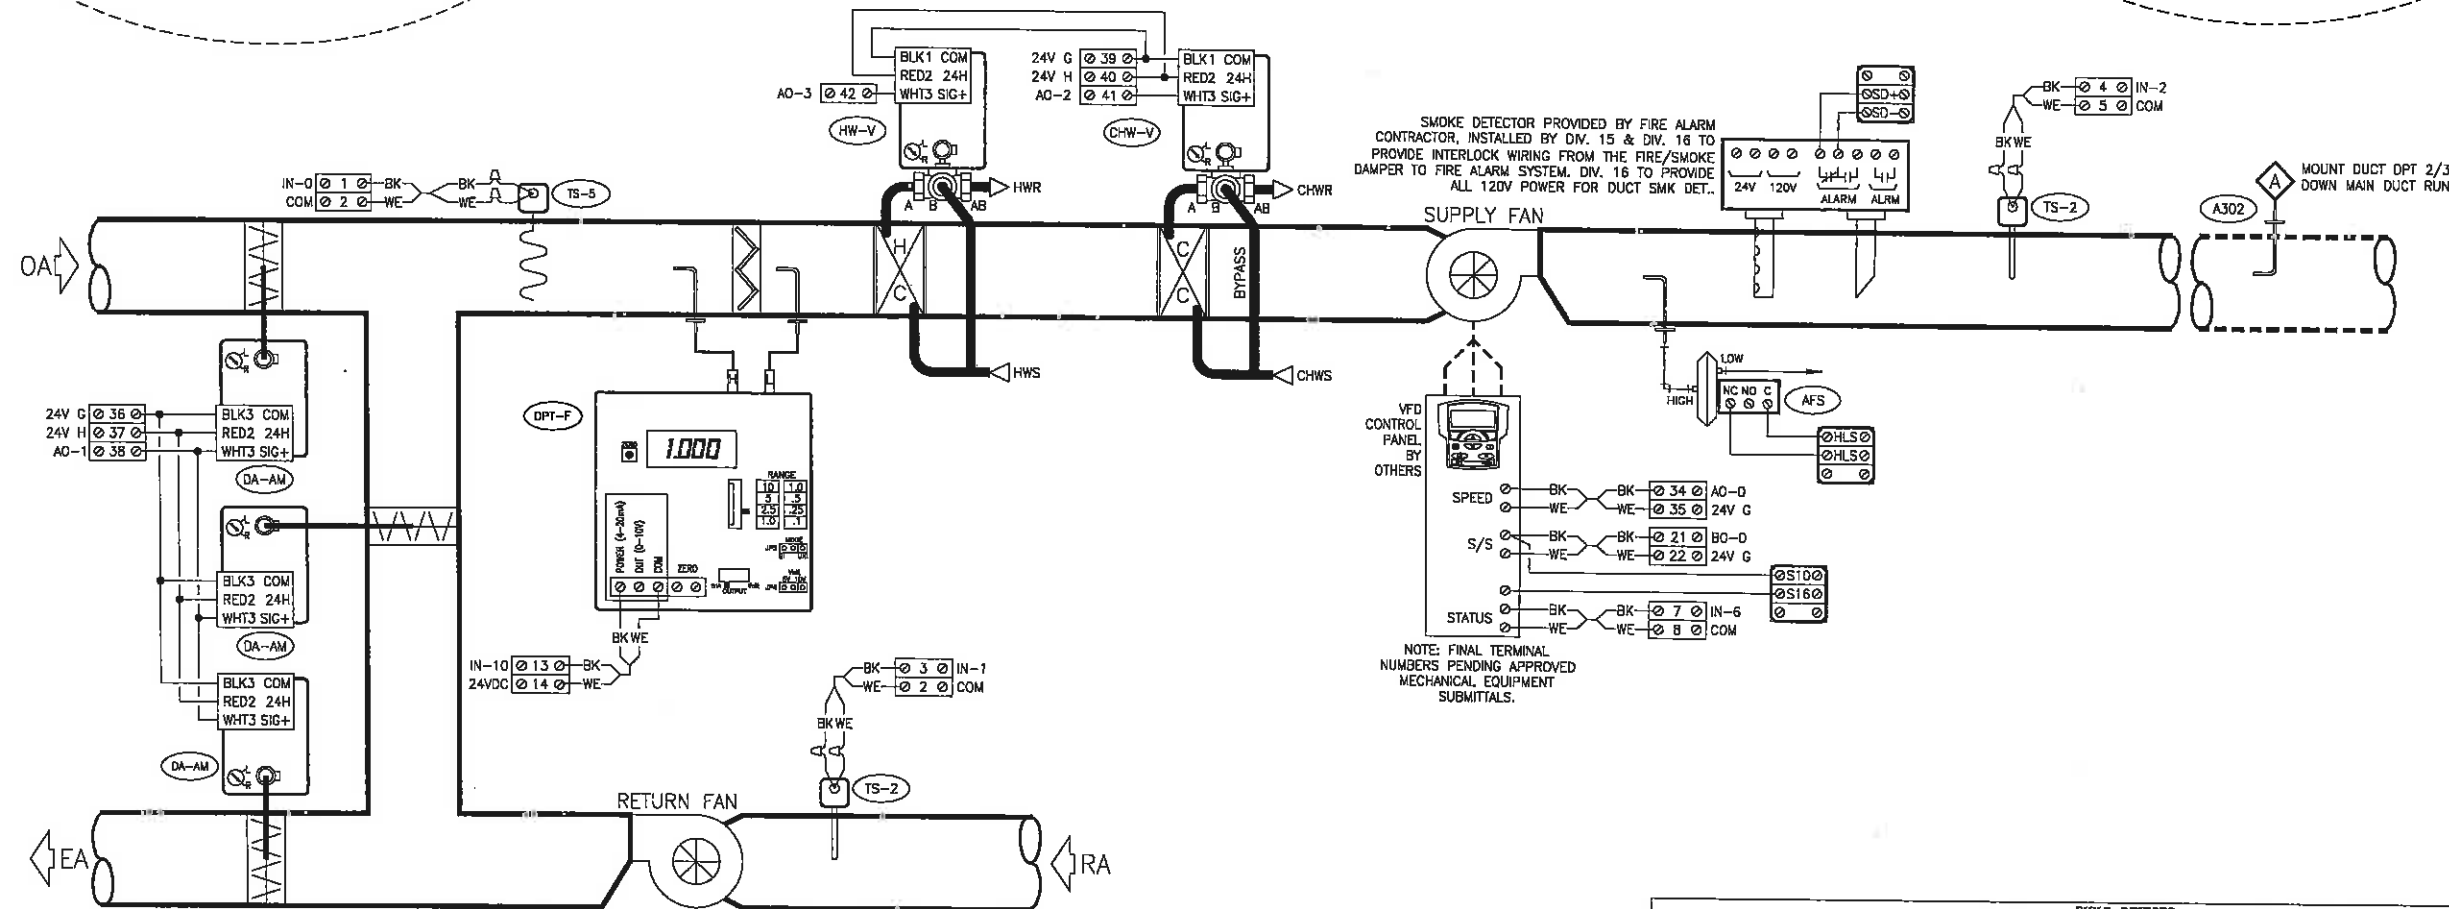 BLK1 COM
RED2 24H
WHT3 SIG+
AO-3 42
HW-V
L
R
A B AB
HWR
24V G 39
24V H 40
AO-2 41
BLK1 COM
RED2 24H
WHT3 SIG+
CHW-V
L
R
A B AB
CHWR
SMOKE DETECTOR PROVIDED BY FIRE ALARM
CONTRACTOR, INSTALLED BY DIV. 15 & DIV. 16 TO
PROVIDE INTERLOCK WIRING FROM THE FIRE/SMOKE
DAMPER TO FIRE ALARM SYSTEM. DIV. 16 TO PROVIDE
ALL 120V POWER FOR DUCT SMK DET..
SD+
SD-
24V 120V
ALARM ALRM
BK 4 IN-2
WE 5 COM
BK WE
TS-2
A
MOUNT DUCT DPT 2/3
DOWN MAIN DUCT RUN
A302
IN-0 1 BK BK
COM 2 WE WE
TS-5
SUPPLY FAN
OA
H
C
C
C
BYPASS
HWS
CHWS
L
R
24V G 36
24V H 37
AO-1 38
BLK3 COM
RED2 24H
WHT3 SIG+
DA-AM
L
R
BLK3 COM
RED2 24H
WHT3 SIG+
DA-AM
BLK3 COM
RED2 24H
WHT3 SIG+
DA-AM
L
R
DPT-F
1.000
RANGE
10 1.0
5 .5
2.5 .25
1.0 .1
MODE
POWER (4-20mA)
OUT (0-10V)
COM
ZERO
OUTPUT
BK WE
IN-10 13 BK
24VDC 14 WE
BK 3 IN-1
WE 2 COM
BK WE
TS-2
RETURN FAN
EA
RA
VFD
CONTROL
PANEL
BY
OTHERS
SPEED
BK BK 34 AO-0
WE WE 35 24V G
S/S
BK BK 21 BO-0
WE WE 22 24V G
S10
S16
STATUS
BK BK 7 IN-6
WE WE 8 COM
NOTE: FINAL TERMINAL
NUMBERS PENDING APPROVED
MECHANICAL EQUIPMENT
SUBMITTALS.
LOW
HIGH
NC NO C
AFS
HLS
HLS